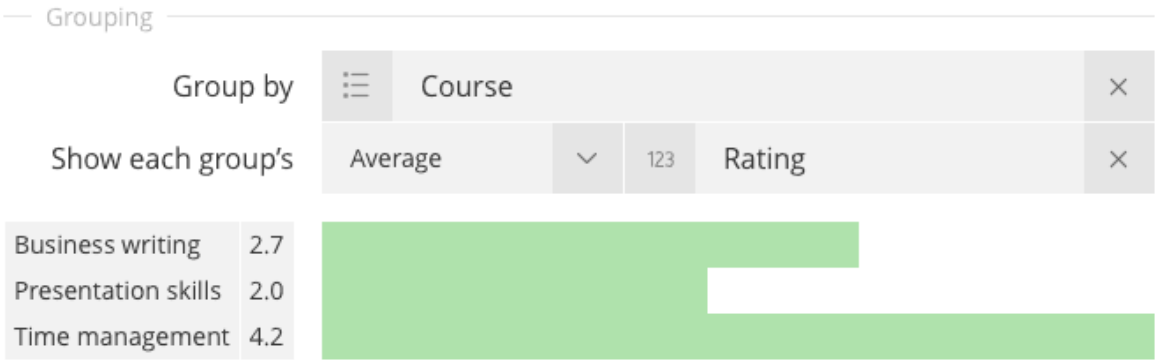 Grouping
Group by Course ×
Show each group’s Average 123 Rating ×
Business writing 2.7
Presentation skills 2.0
Time management 4.2